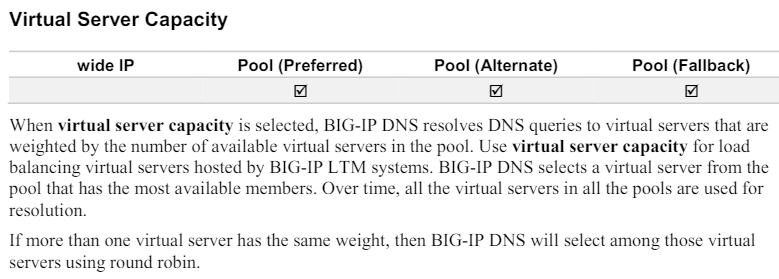 Virtual Server Capacity
wide IP Pool (Preferred) Pool (Alternate) Pool (Fallback)
☑ ☑ ☑
When virtual server capacity is selected, BIG-IP DNS resolves DNS queries to virtual servers that are
weighted by the number of available virtual servers in the pool. Use virtual server capacity for load
balancing virtual servers hosted by BIG-IP LTM systems. BIG-IP DNS selects a virtual server from the
pool that has the most available members. Over time, all the virtual servers in all the pools are used for
resolution.
If more than one virtual server has the same weight, then BIG-IP DNS will select among those virtual
servers using round robin.